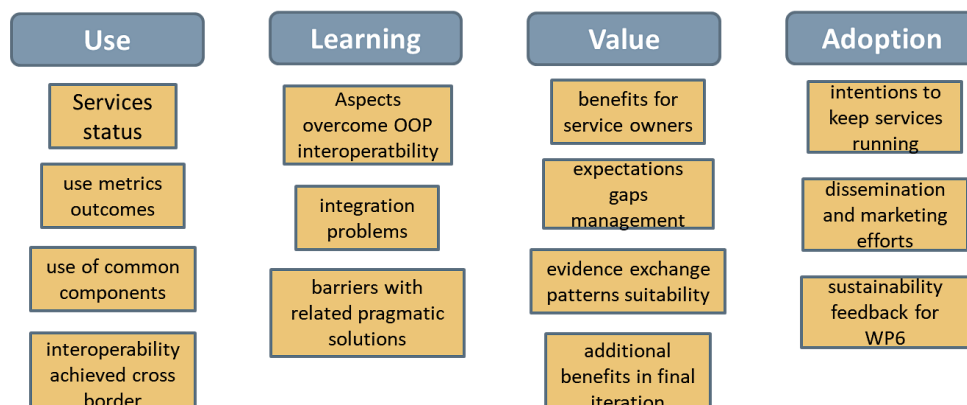 Use
Services
status
use metrics
outcomes
use of common
components
interoperability
achieved cross
border
Learning
Aspects
overcome OOP
interoperatbility
integration
problems
barriers with
related pragmatic
solutions
Value
benefits for
service owners
expectations
gaps
management
evidence exchange
patterns suitability
additional
benefits in final
iteration
Adoption
intentions to
keep services
running
dissemination
and marketing
efforts
sustainability
feedback for
WP6